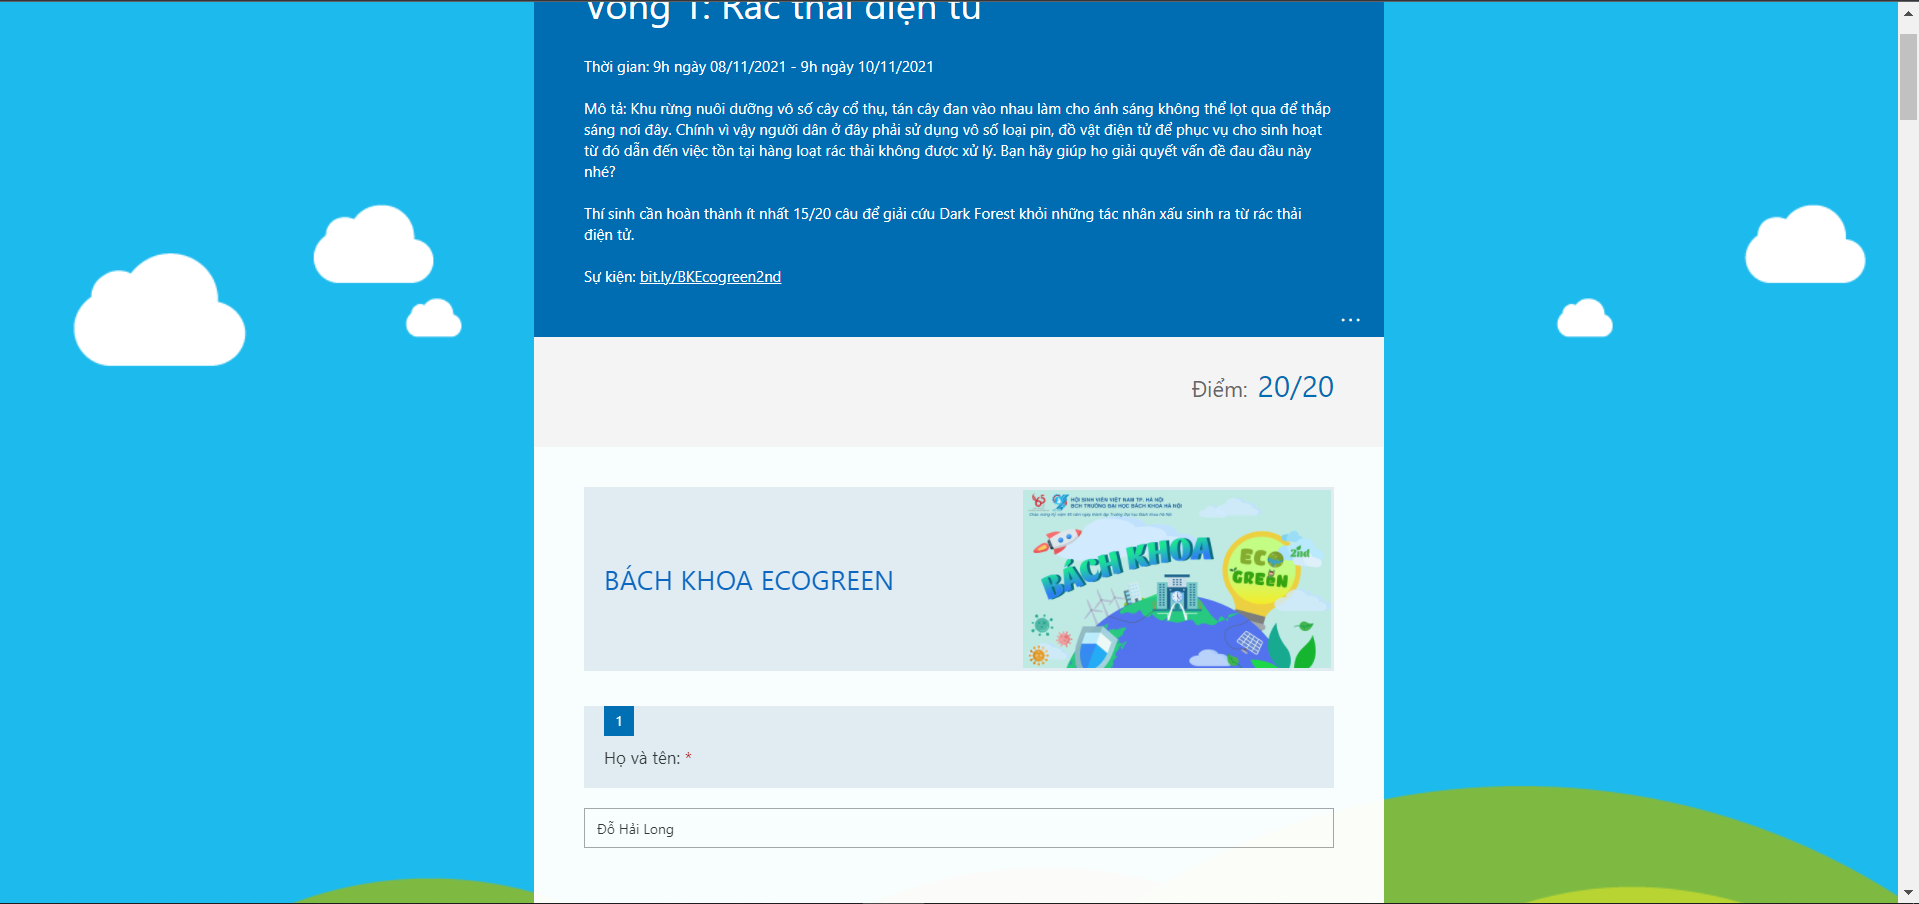 Vòng 1: Rác thải điện tử
Thời gian: 9h ngày 08/11/2021 - 9h ngày 10/11/2021
Mô tả: Khu rừng nuôi dưỡng vô số cây cổ thụ, tán cây đan vào nhau làm cho ánh sáng không thể lọt qua để thắp
sáng nơi đây. Chính vì vậy người dân ở đây phải sử dụng vô số loại pin, đồ vật điện tử để phục vụ cho sinh hoạt
từ đó dẫn đến việc tồn tại hàng loạt rác thải không được xử lý. Bạn hãy giúp họ giải quyết vấn đề đau đầu này
nhé?
Thí sinh cần hoàn thành ít nhất 15/20 câu để giải cứu Dark Forest khỏi những tác nhân xấu sinh ra từ rác thải
điện tử.
Sự kiện: bit.ly/BKEcogreen2nd
...
Điểm: 20/20
HỘI SINH VIÊN VIỆT NAM TP. HÀ NỘI
BCH TRƯỜNG ĐẠI HỌC BÁCH KHOA HÀ NỘI
BÁCH KHOA
ECO
2nd
GREEN
BÁCH KHOA ECOGREEN
1
Họ và tên: *
Đỗ Hải Long